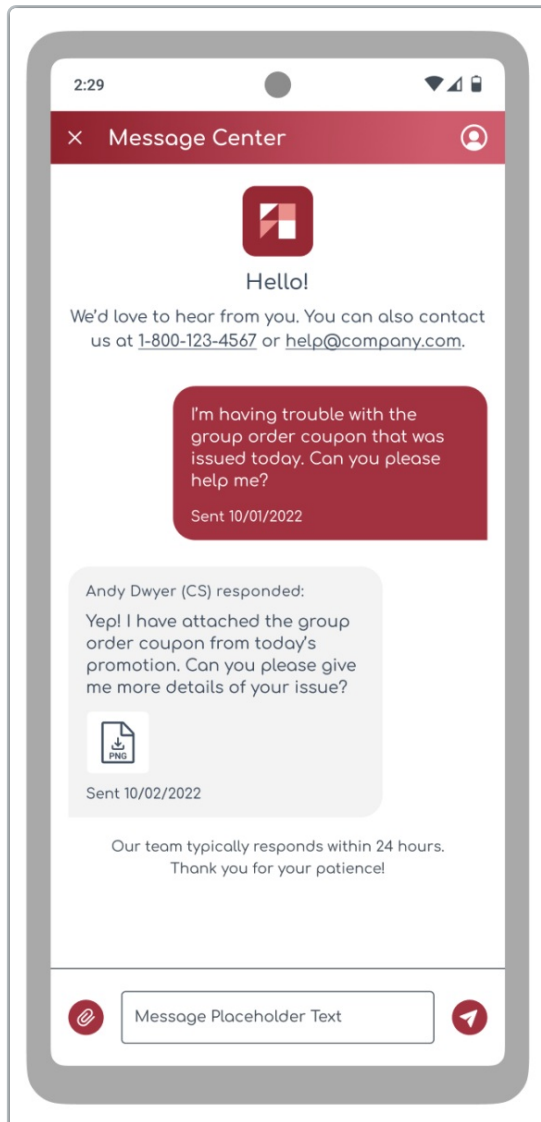 2:29
Message Center
Hello!
We'd love to hear from you. You can also contact
us at 1-800-123-4567 or help@company.com.
I'm having trouble with the
group order coupon that was
issued today. Can you please
help me?
Sent 10/01/2022
Andy Dwyer (CS) responded:
Yep! I have attached the group
order coupon from today's
promotion. Can you please give
me more details of your issue?
PNG
Sent 10/02/2022
Our team typically responds within 24 hours.
Thank you for your patience!
Message Placeholder Text